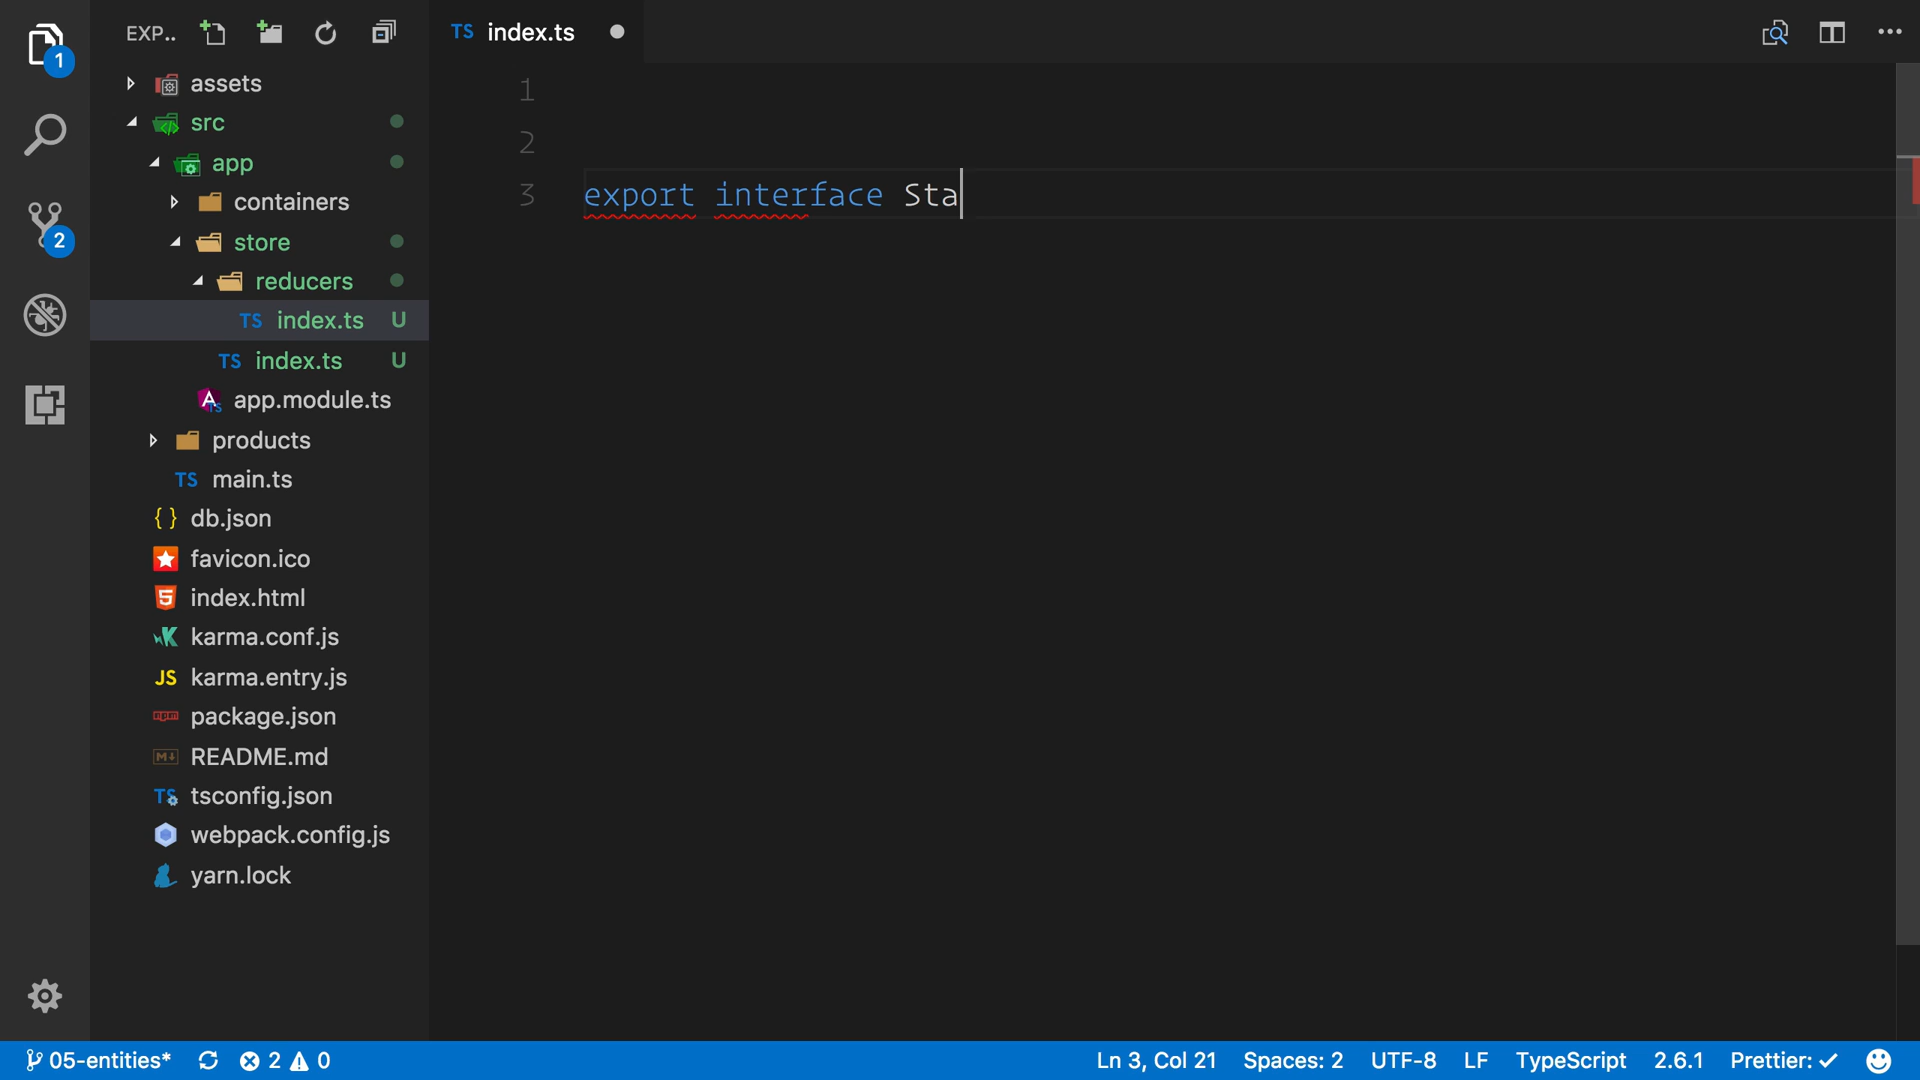 EXP..
TS index.ts
1
assets
src
app
containers
2
store
reducers
TS index.ts U
TS index.ts U
app.module.ts
products
TS main.ts
{ } db.json
favicon.ico
5 index.html
K karma.conf.js
JS karma.entry.js
npm package.json
M↓ README.md
TS tsconfig.json
webpack.config.js
yarn.lock
1
2
3 export interface Sta
05-entities* 2 0 Ln 3, Col 21 Spaces: 2 UTF-8 LF TypeScript 2.6.1 Prettier: ✓